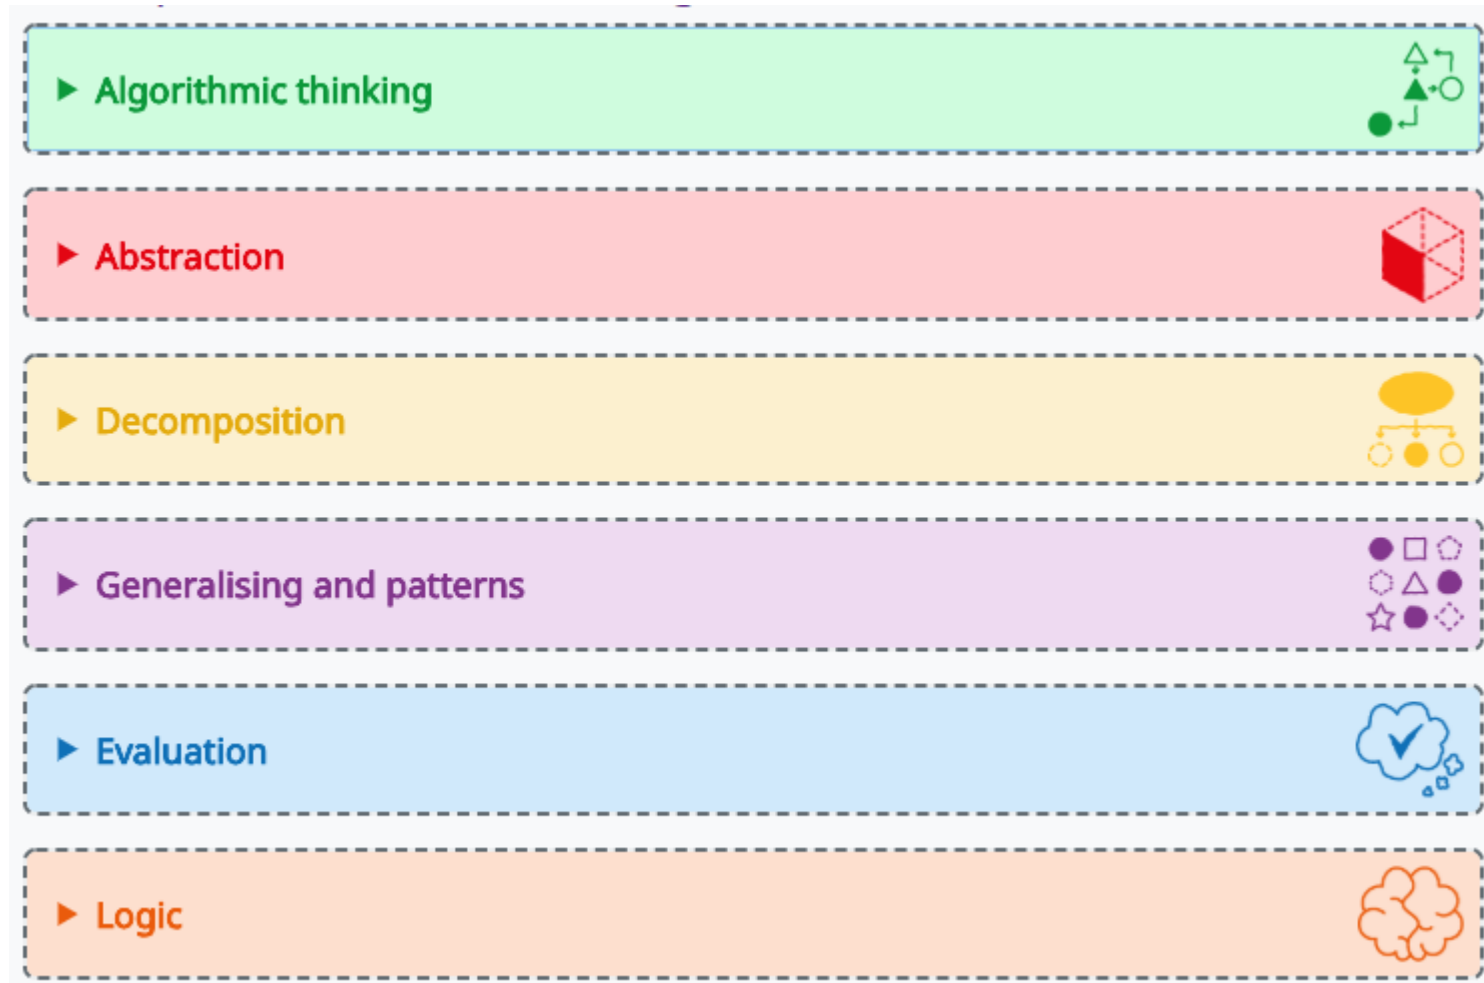 Algorithmic thinking
Abstraction
Decomposition
Generalising and patterns
Evaluation
Logic